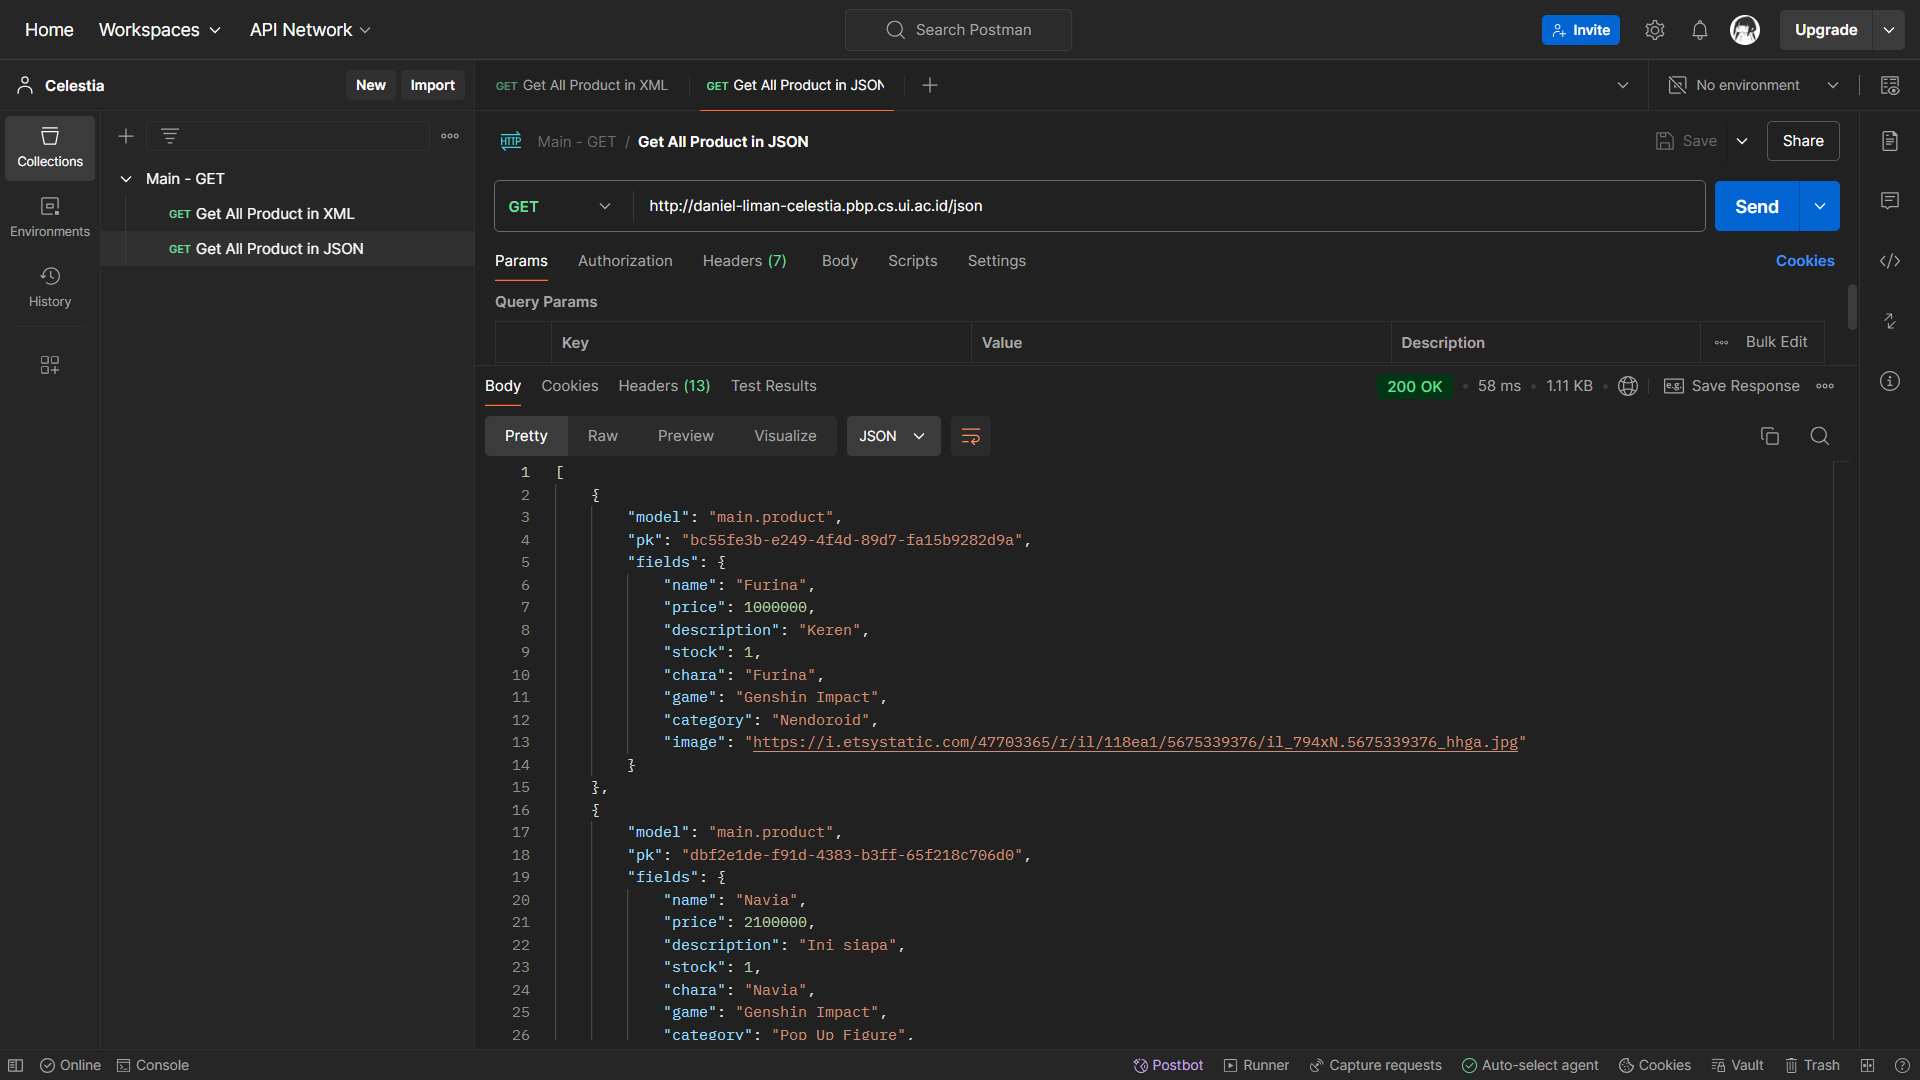 Home Workspaces API Network Search Postman Invite Upgrade
Celestia New Import GET Get All Product in XML GET Get All Product in JSON No environment
Collections
Environments
History
Main - GET
GET Get All Product in XML
GET Get All Product in JSON
HTTP Main - GET / Get All Product in JSON Save Share
GET http://daniel-liman-celestia.pbp.cs.ui.ac.id/json Send
Params Authorization Headers (7) Body Scripts Settings Cookies
Query Params
Key Value Description Bulk Edit
Body Cookies Headers (13) Test Results 200 OK 58 ms 1.11 KB e.g. Save Response
Pretty Raw Preview Visualize JSON
1 [
2 {
3 "model": "main.product",
4 "pk": "bc55fe3b-e249-4f4d-89d7-fa15b9282d9a",
5 "fields": {
6 "name": "Furina",
7 "price": 1000000,
8 "description": "Keren",
9 "stock": 1,
10 "chara": "Furina",
11 "game": "Genshin Impact",
12 "category": "Nendoroid",
13 "image": "https://i.etsystatic.com/47703365/r/il/118ea1/5675339376/il_794xN.5675339376_hhga.jpg"
14 }
15 },
16 {
17 "model": "main.product",
18 "pk": "dbf2e1de-f91d-4383-b3ff-65f218c706d0",
19 "fields": {
20 "name": "Navia",
21 "price": 2100000,
22 "description": "Ini siapa",
23 "stock": 1,
24 "chara": "Navia",
25 "game": "Genshin Impact",
26 "category": "Pop Up Figure",
Online Console Postbot Runner Capture requests Auto-select agent Cookies Vault Trash